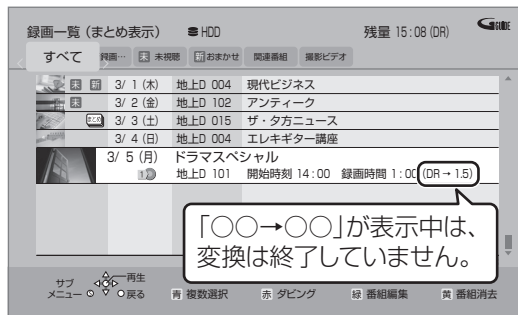 録画一覧 (まとめ表示) HDD 残量 15:08 (DR) G GUIDE
すべて 録画… 未 未視聴 新 おまかせ 関連番組 撮影ビデオ
未 新 3/ 1 (木) 地上D 004 現代ビジネス
未 3/ 2 (金) 地上D 102 アンティーク
まとめ 3/ 3 (土) 地上D 015 ザ・夕方ニュース
3/ 4 (日) 地上D 004 エレキギター講座
3/ 5 (月) ドラマスペシャル
1 地上D 101 開始時刻 14:00 録画時間 1:00 (DR→1.5)
「○○→○○」が表示中は、
変換は終了していません。
サブメニュー 再生 戻る 青 複数選択 赤 ダビング 緑 番組編集 黄 番組消去